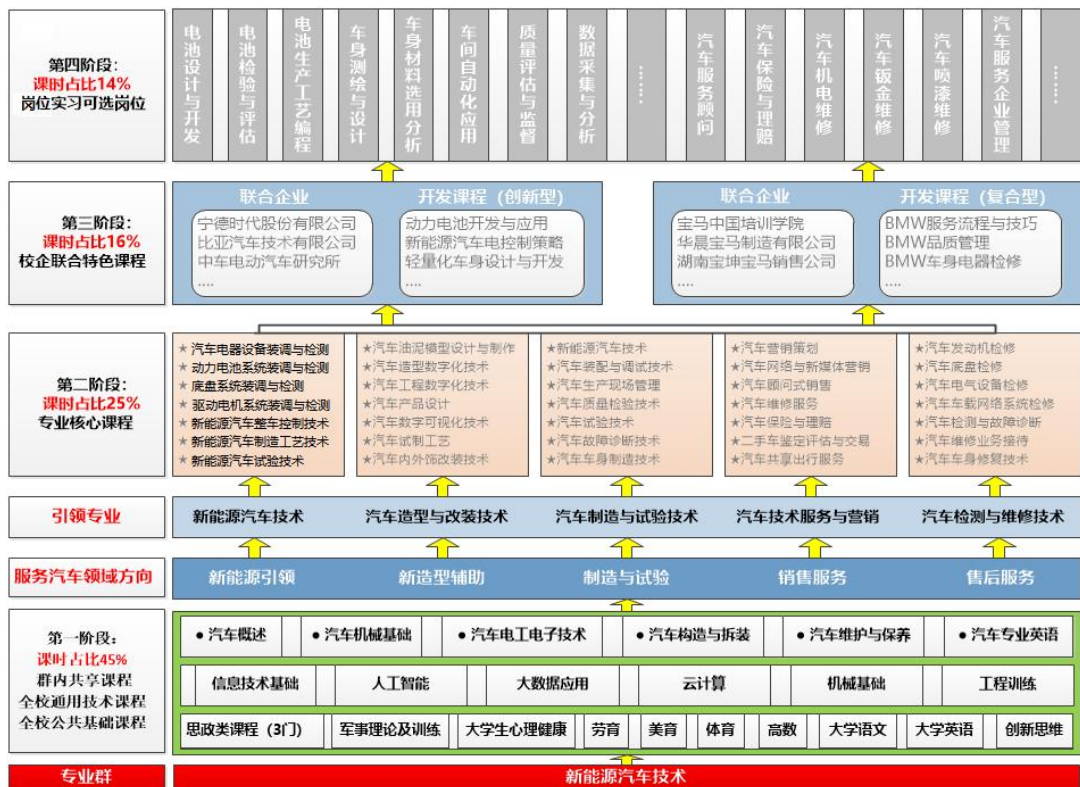 第四阶段：
课时占比14%
岗位实习可选岗位
电池设计与开发
电池检验与评估
电池生产工艺编程
车身测绘与设计
车身材料选用分析
车间自动化应用
质量评估与监督
数据采集与分析
……
汽车服务顾问
汽车保险与理赔
汽车机电维修
汽车钣金维修
汽车喷漆维修
汽车服务企业管理
……
第三阶段：
课时占比16%
校企联合特色课程
联合企业
宁德时代股份有限公司
比亚汽车技术有限公司
中车电动汽车研究所
....
开发课程（创新型）
动力电池开发与应用
新能源汽车电控制策略
轻量化车身设计与开发
....
联合企业
宝马中国培训学院
华晨宝马制造有限公司
湖南宝坤宝马销售公司
....
开发课程（复合型）
BMW服务流程与技巧
BMW品质管理
BMW车身电器检修
....
第二阶段：
课时占比25%
专业核心课程
★ 汽车电器设备装调与检测
★ 动力电池系统装调与检测
★ 底盘系统装调与检测
★ 驱动电机系统装调与检测
★ 新能源汽车整车控制技术
★ 新能源汽车制造工艺技术
★ 新能源汽车试验技术
★汽车油泥模型设计与制作
★汽车造型数字化技术
★汽车工程数字化技术
★汽车产品设计
★汽车数字可视化技术
★汽车试制工艺
★汽车内外饰改装技术
★新能源汽车技术
★汽车装配与调试技术
★汽车生产现场管理
★汽车质量检验技术
★汽车试验技术
★汽车故障诊断技术
★汽车车身制造技术
★汽车营销策划
★汽车网络与新媒体营销
★汽车顾问式销售
★汽车维修服务
★汽车保险与理赔
★二手车鉴定评估与交易
★汽车共享出行服务
★汽车发动机检修
★汽车底盘检修
★汽车电气设备检修
★汽车车载网络系统检修
★汽车检测与故障诊断
★汽车维修业务接待
★汽车车身修复技术
引领专业
新能源汽车技术
汽车造型与改装技术
汽车制造与试验技术
汽车技术服务与营销
汽车检测与维修技术
服务汽车领域方向
新能源引领
新造型辅助
制造与试验
销售服务
售后服务
第一阶段：
课时占比45%
群内共享课程
全校通用技术课程
全校公共基础课程
• 汽车概述
• 汽车机械基础
• 汽车电工电子技术
• 汽车构造与拆装
• 汽车维护与保养
• 汽车专业英语
信息技术基础
人工智能
大数据应用
云计算
机械基础
工程训练
思政类课程（3门）
军事理论及训练
大学生心理健康
劳育
美育
体育
高数
大学语文
大学英语
创新思维
专业群
新能源汽车技术